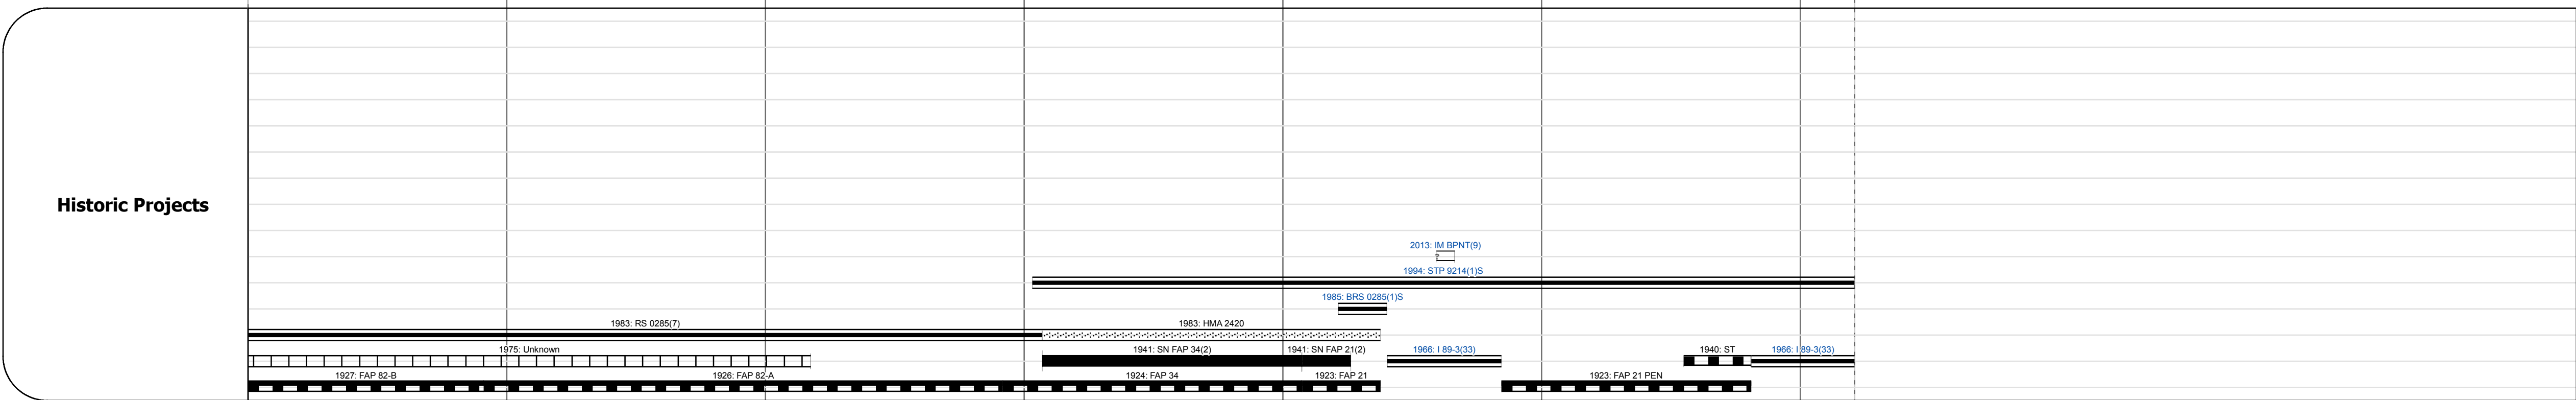 Historic Projects
2013: IM BPNT(9)
?
1994: STP 9214(1)S
1985: BRS 0285(1)S
1983: RS 0285(7)
1983: HMA 2420
1975: Unknown
1941: SN FAP 34(2)
1941: SN FAP 21(2)
1966: I 89-3(33)
1940: ST
1966: I 89-3(33)
1927: FAP 82-B
1926: FAP 82-A
1924: FAP 34
1923: FAP 21
1923: FAP 21 PEN